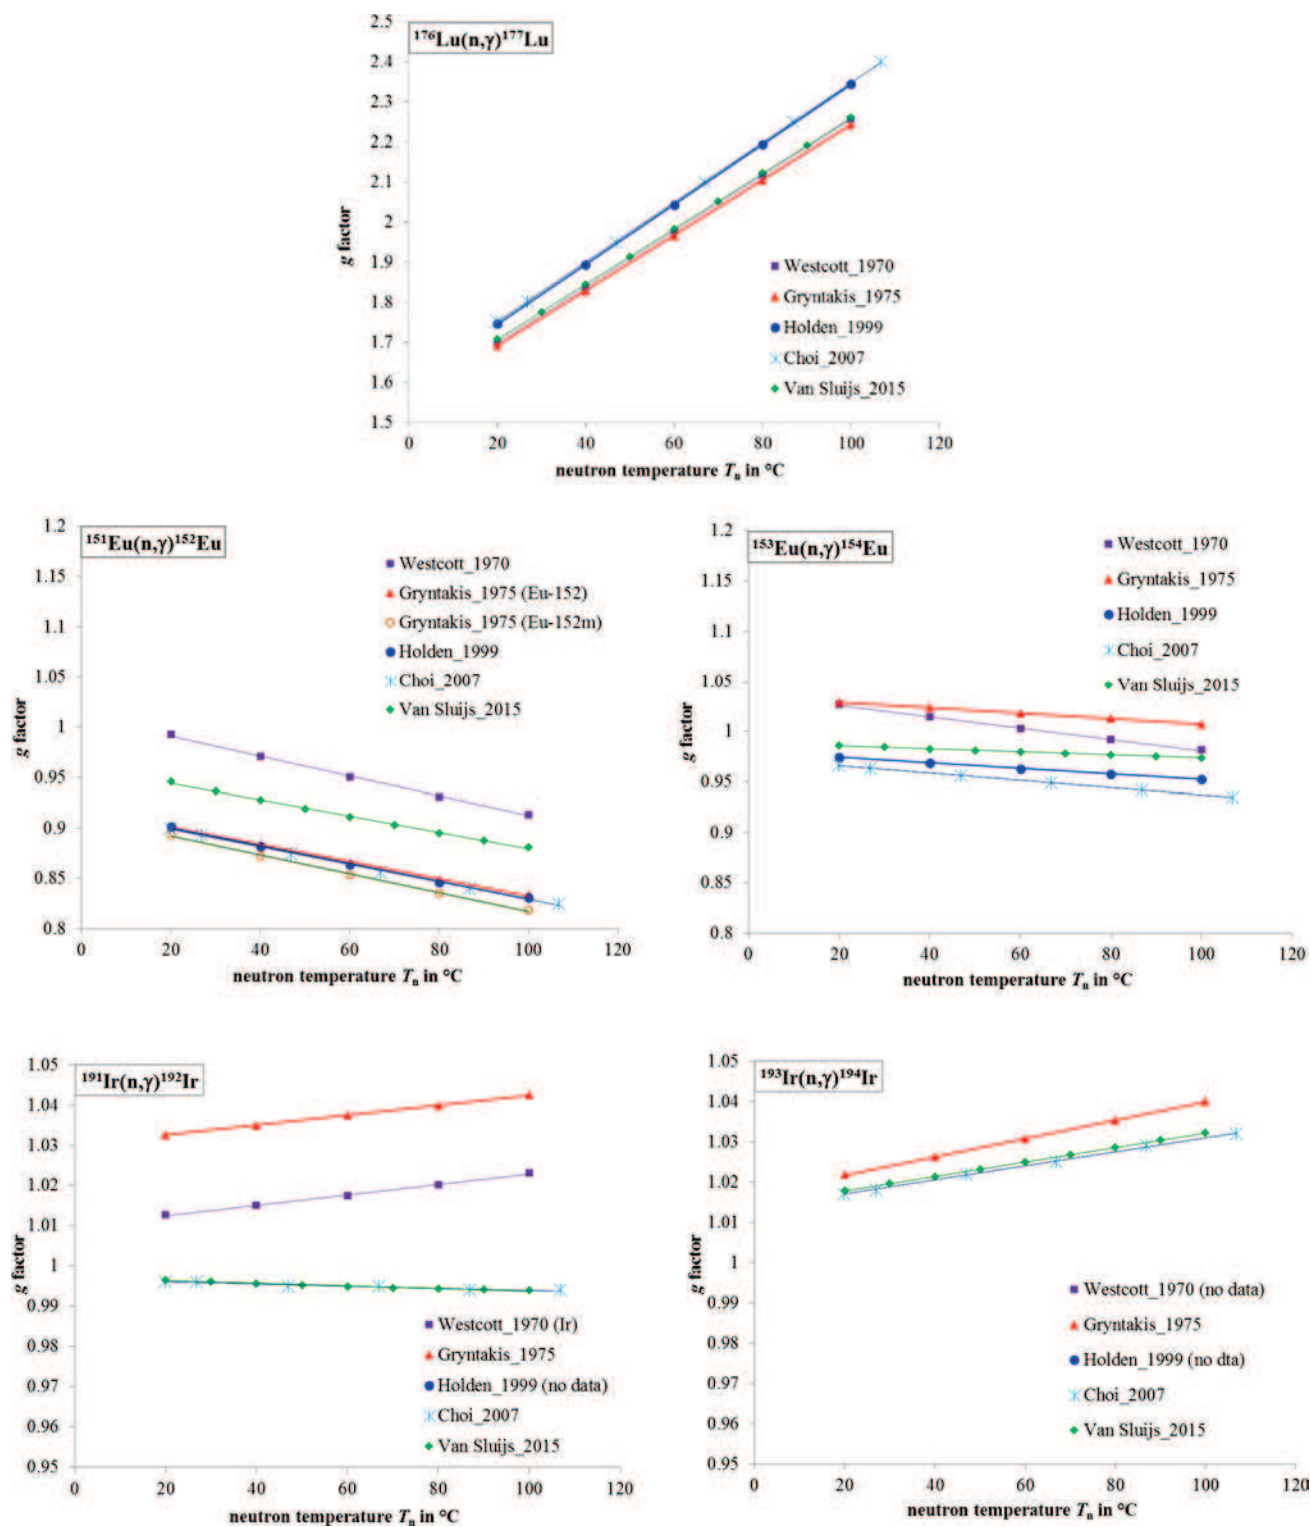 ¹⁷⁶Lu(n,γ)¹⁷⁷Lu
2.5
2.4
2.3
2.2
2.1
2
1.9
1.8
1.7
1.6
1.5
g factor
Westcott_1970
Gryntakis_1975
Holden_1999
Choi_2007
Van Sluijs_2015
0 20 40 60 80 100 120
neutron temperature Tₙ in °C
¹⁵¹Eu(n,γ)¹⁵²Eu
1.2
1.15
1.1
1.05
1
0.95
0.9
0.85
0.8
g factor
Westcott_1970
Gryntakis_1975 (Eu-152)
Gryntakis_1975 (Eu-152m)
Holden_1999
Choi_2007
Van Sluijs_2015
0 20 40 60 80 100 120
neutron temperature Tₙ in °C
¹⁵³Eu(n,γ)¹⁵⁴Eu
1.2
1.15
1.1
1.05
1
0.95
0.9
0.85
0.8
g factor
Westcott_1970
Gryntakis_1975
Holden_1999
Choi_2007
Van Sluijs_2015
0 20 40 60 80 100 120
neutron temperature Tₙ in °C
¹⁹¹Ir(n,γ)¹⁹²Ir
1.05
1.04
1.03
1.02
1.01
1
0.99
0.98
0.97
0.96
0.95
g factor
Westcott_1970 (Ir)
Gryntakis_1975
Holden_1999 (no data)
Choi_2007
Van Sluijs_2015
0 20 40 60 80 100 120
neutron temperature Tₙ in °C
¹⁹³Ir(n,γ)¹⁹⁴Ir
1.05
1.04
1.03
1.02
1.01
1
0.99
0.98
0.97
0.96
0.95
g factor
Westcott_1970 (no data)
Gryntakis_1975
Holden_1999 (no dta)
Choi_2007
Van Sluijs_2015
0 20 40 60 80 100 120
neutron temperature Tₙ in °C